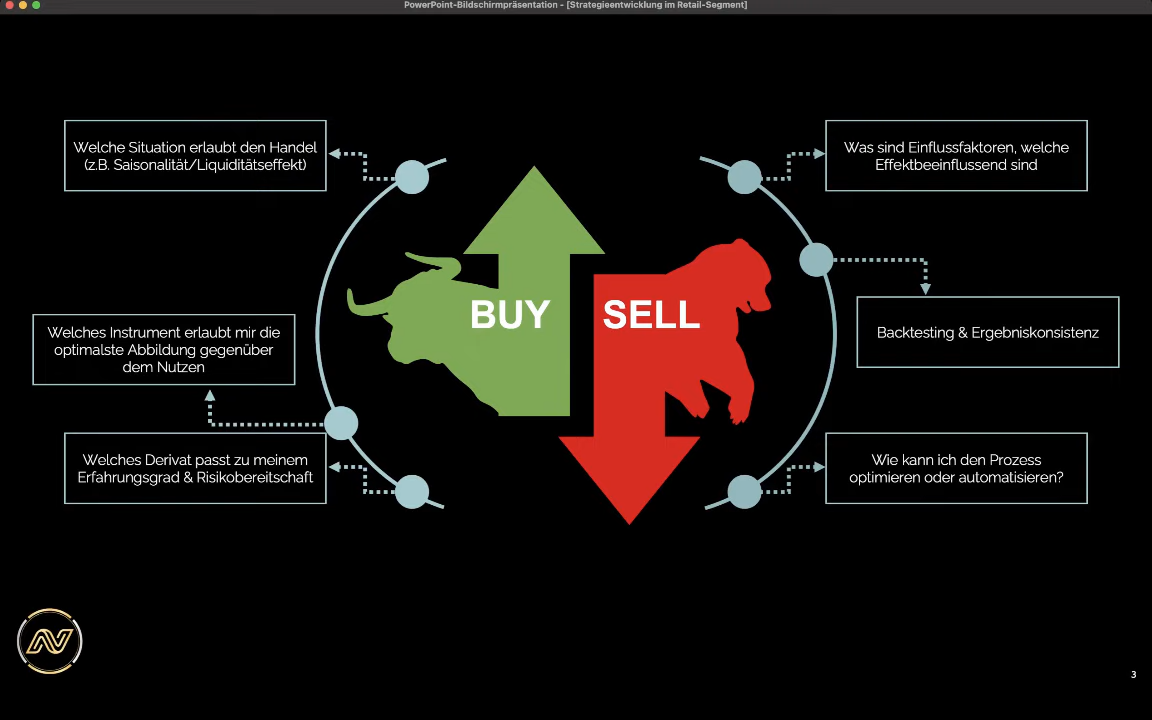 PowerPoint-Bildschirmpräsentation - [Strategieentwicklung im Retail-Segment]
Welche Situation erlaubt den Handel
(z.B. Saisonalität/Liquiditätseffekt)
Welches Instrument erlaubt mir die
optimalste Abbildung gegenüber
dem Nutzen
Welches Derivat passt zu meinem
Erfahrungsgrad & Risikobereitschaft
BUY
SELL
Was sind Einflussfaktoren, welche
Effektbeeinflussend sind
Backtesting & Ergebniskonsistenz
Wie kann ich den Prozess
optimieren oder automatisieren?
3